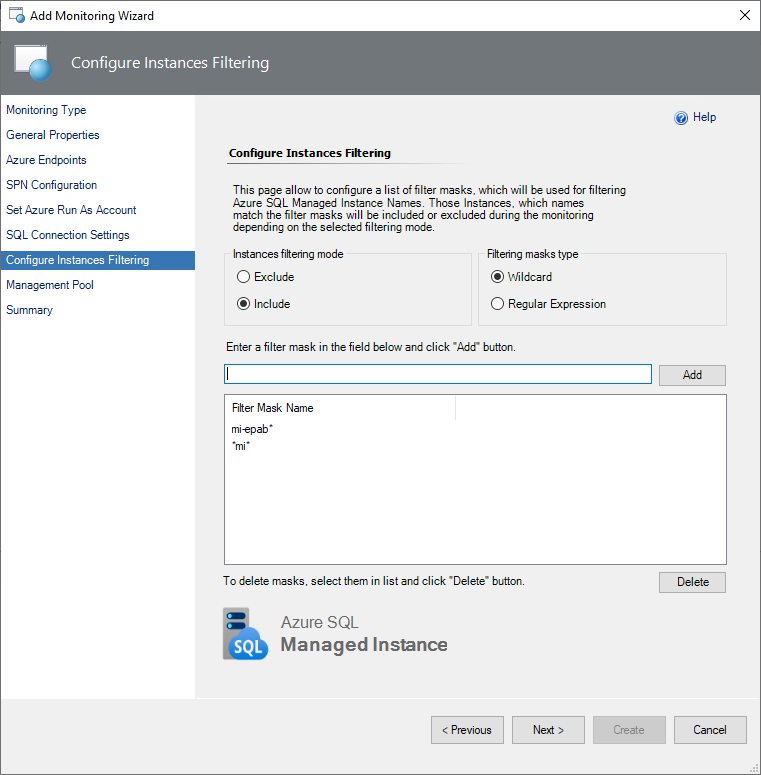 Add Monitoring Wizard
Configure Instances Filtering
Monitoring Type
General Properties
Azure Endpoints
SPN Configuration
Set Azure Run As Account
SQL Connection Settings
Configure Instances Filtering
Management Pool
Summary
Help
Configure Instances Filtering
This page allow to configure a list of filter masks, which will be used for filtering
Azure SQL Managed Instance Names. Those Instances, which names
match the filter masks will be included or excluded during the monitoring
depending on the selected filtering mode.
Instances filtering mode
Exclude
Include
Filtering masks type
Wildcard
Regular Expression
Enter a filter mask in the field below and click "Add" button.
Add
Filter Mask Name
mi-epab*
*mi*
To delete masks, select them in list and click "Delete" button.
Delete
SQL
Azure SQL
Managed Instance
< Previous
Next >
Create
Cancel